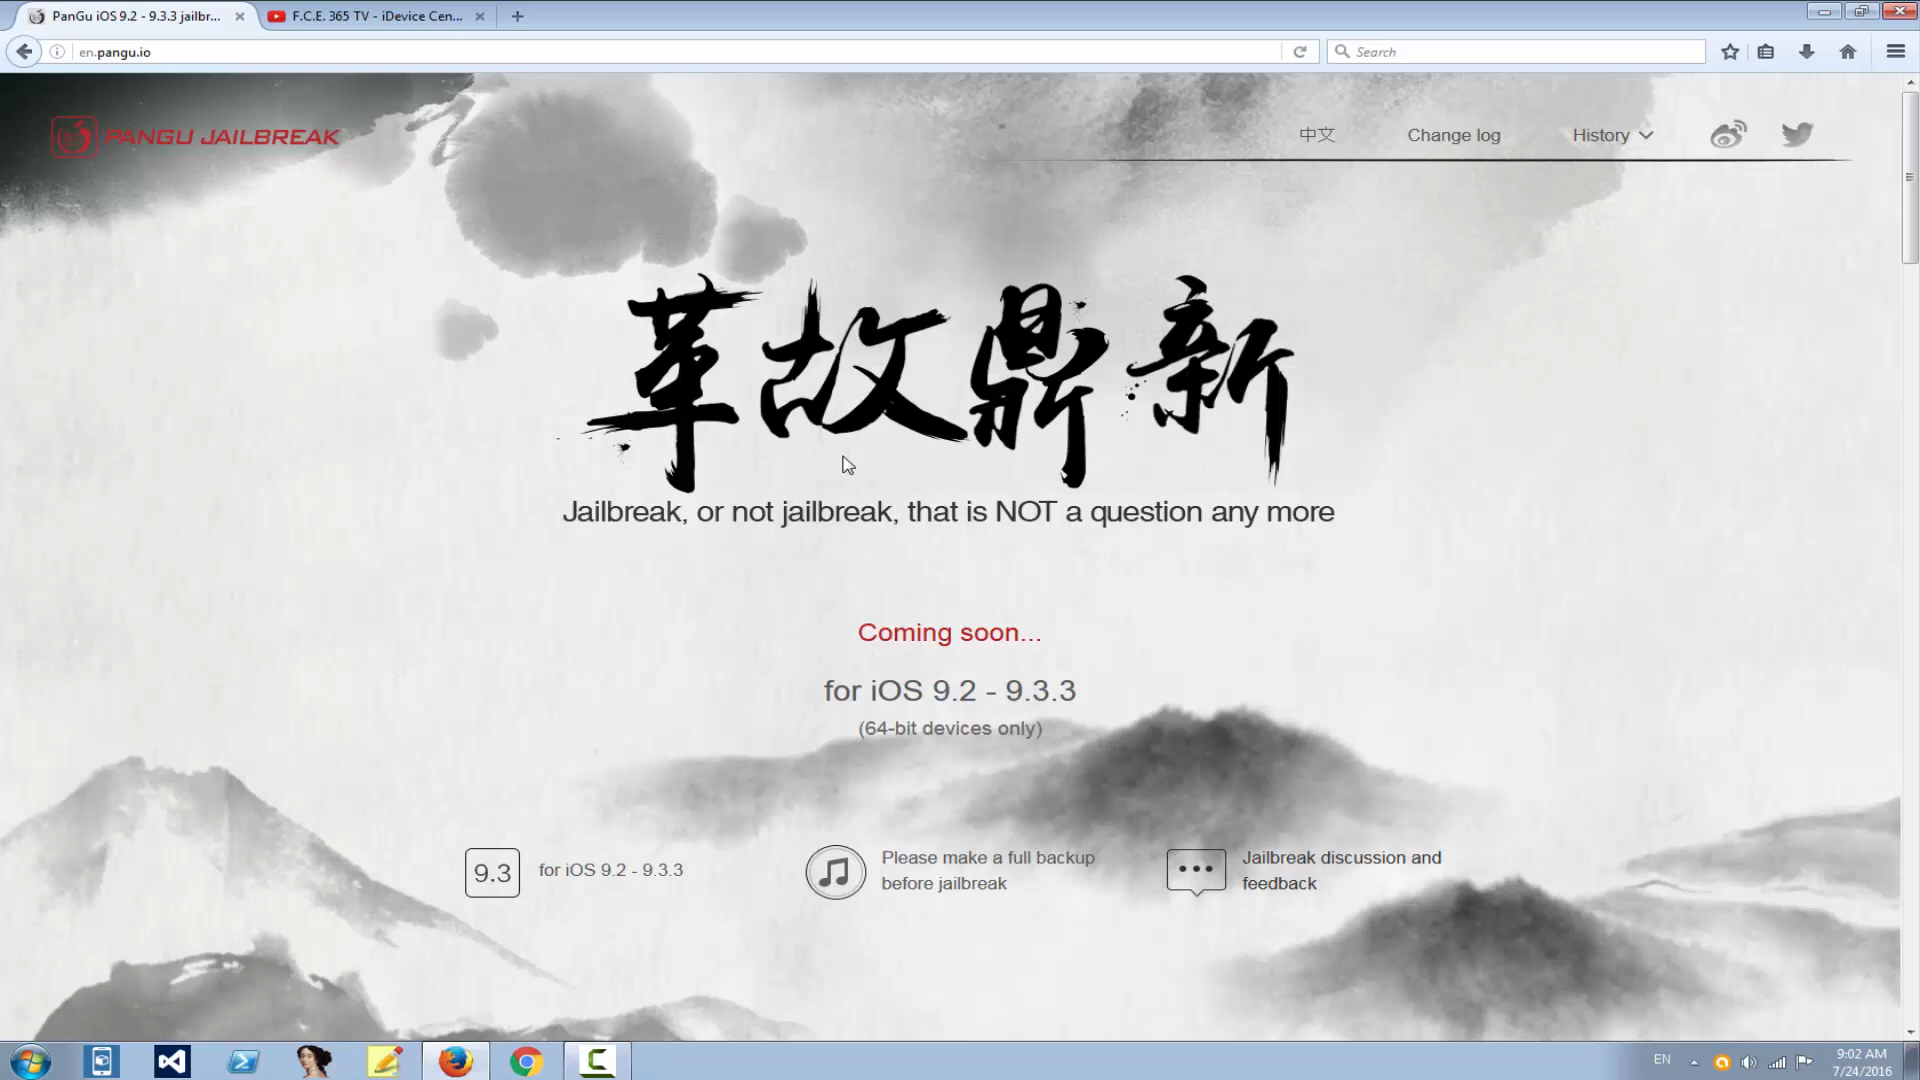 PanGu iOS 9.2 - 9.3.3 jailbr...
F.C.E. 365 TV - iDevice Cen...
en.pangu.io
Search
PANGU JAILBREAK
中文
Change log
History
革故鼎新
Jailbreak, or not jailbreak, that is NOT a question any more
Coming soon...
for iOS 9.2 - 9.3.3
(64-bit devices only)
9.3
for iOS 9.2 - 9.3.3
Please make a full backup
before jailbreak
Jailbreak discussion and
feedback
EN
9:02 AM
7/24/2016